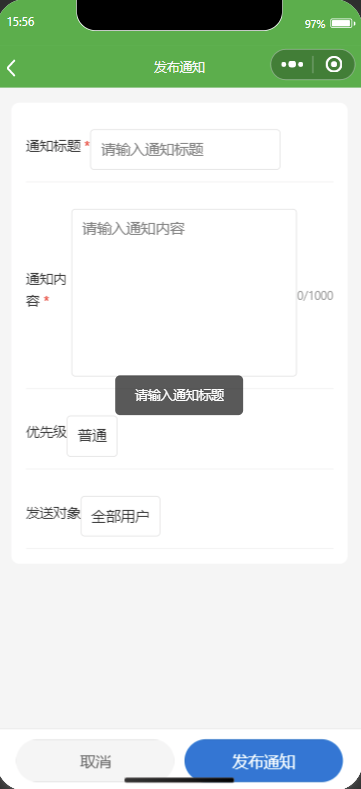 15:56
97%
发布通知
通知标题 *
请输入通知标题
请输入通知内容
通知内
容 *
0/1000
请输入通知标题
优先级
普通
发送对象
全部用户
取消
发布通知